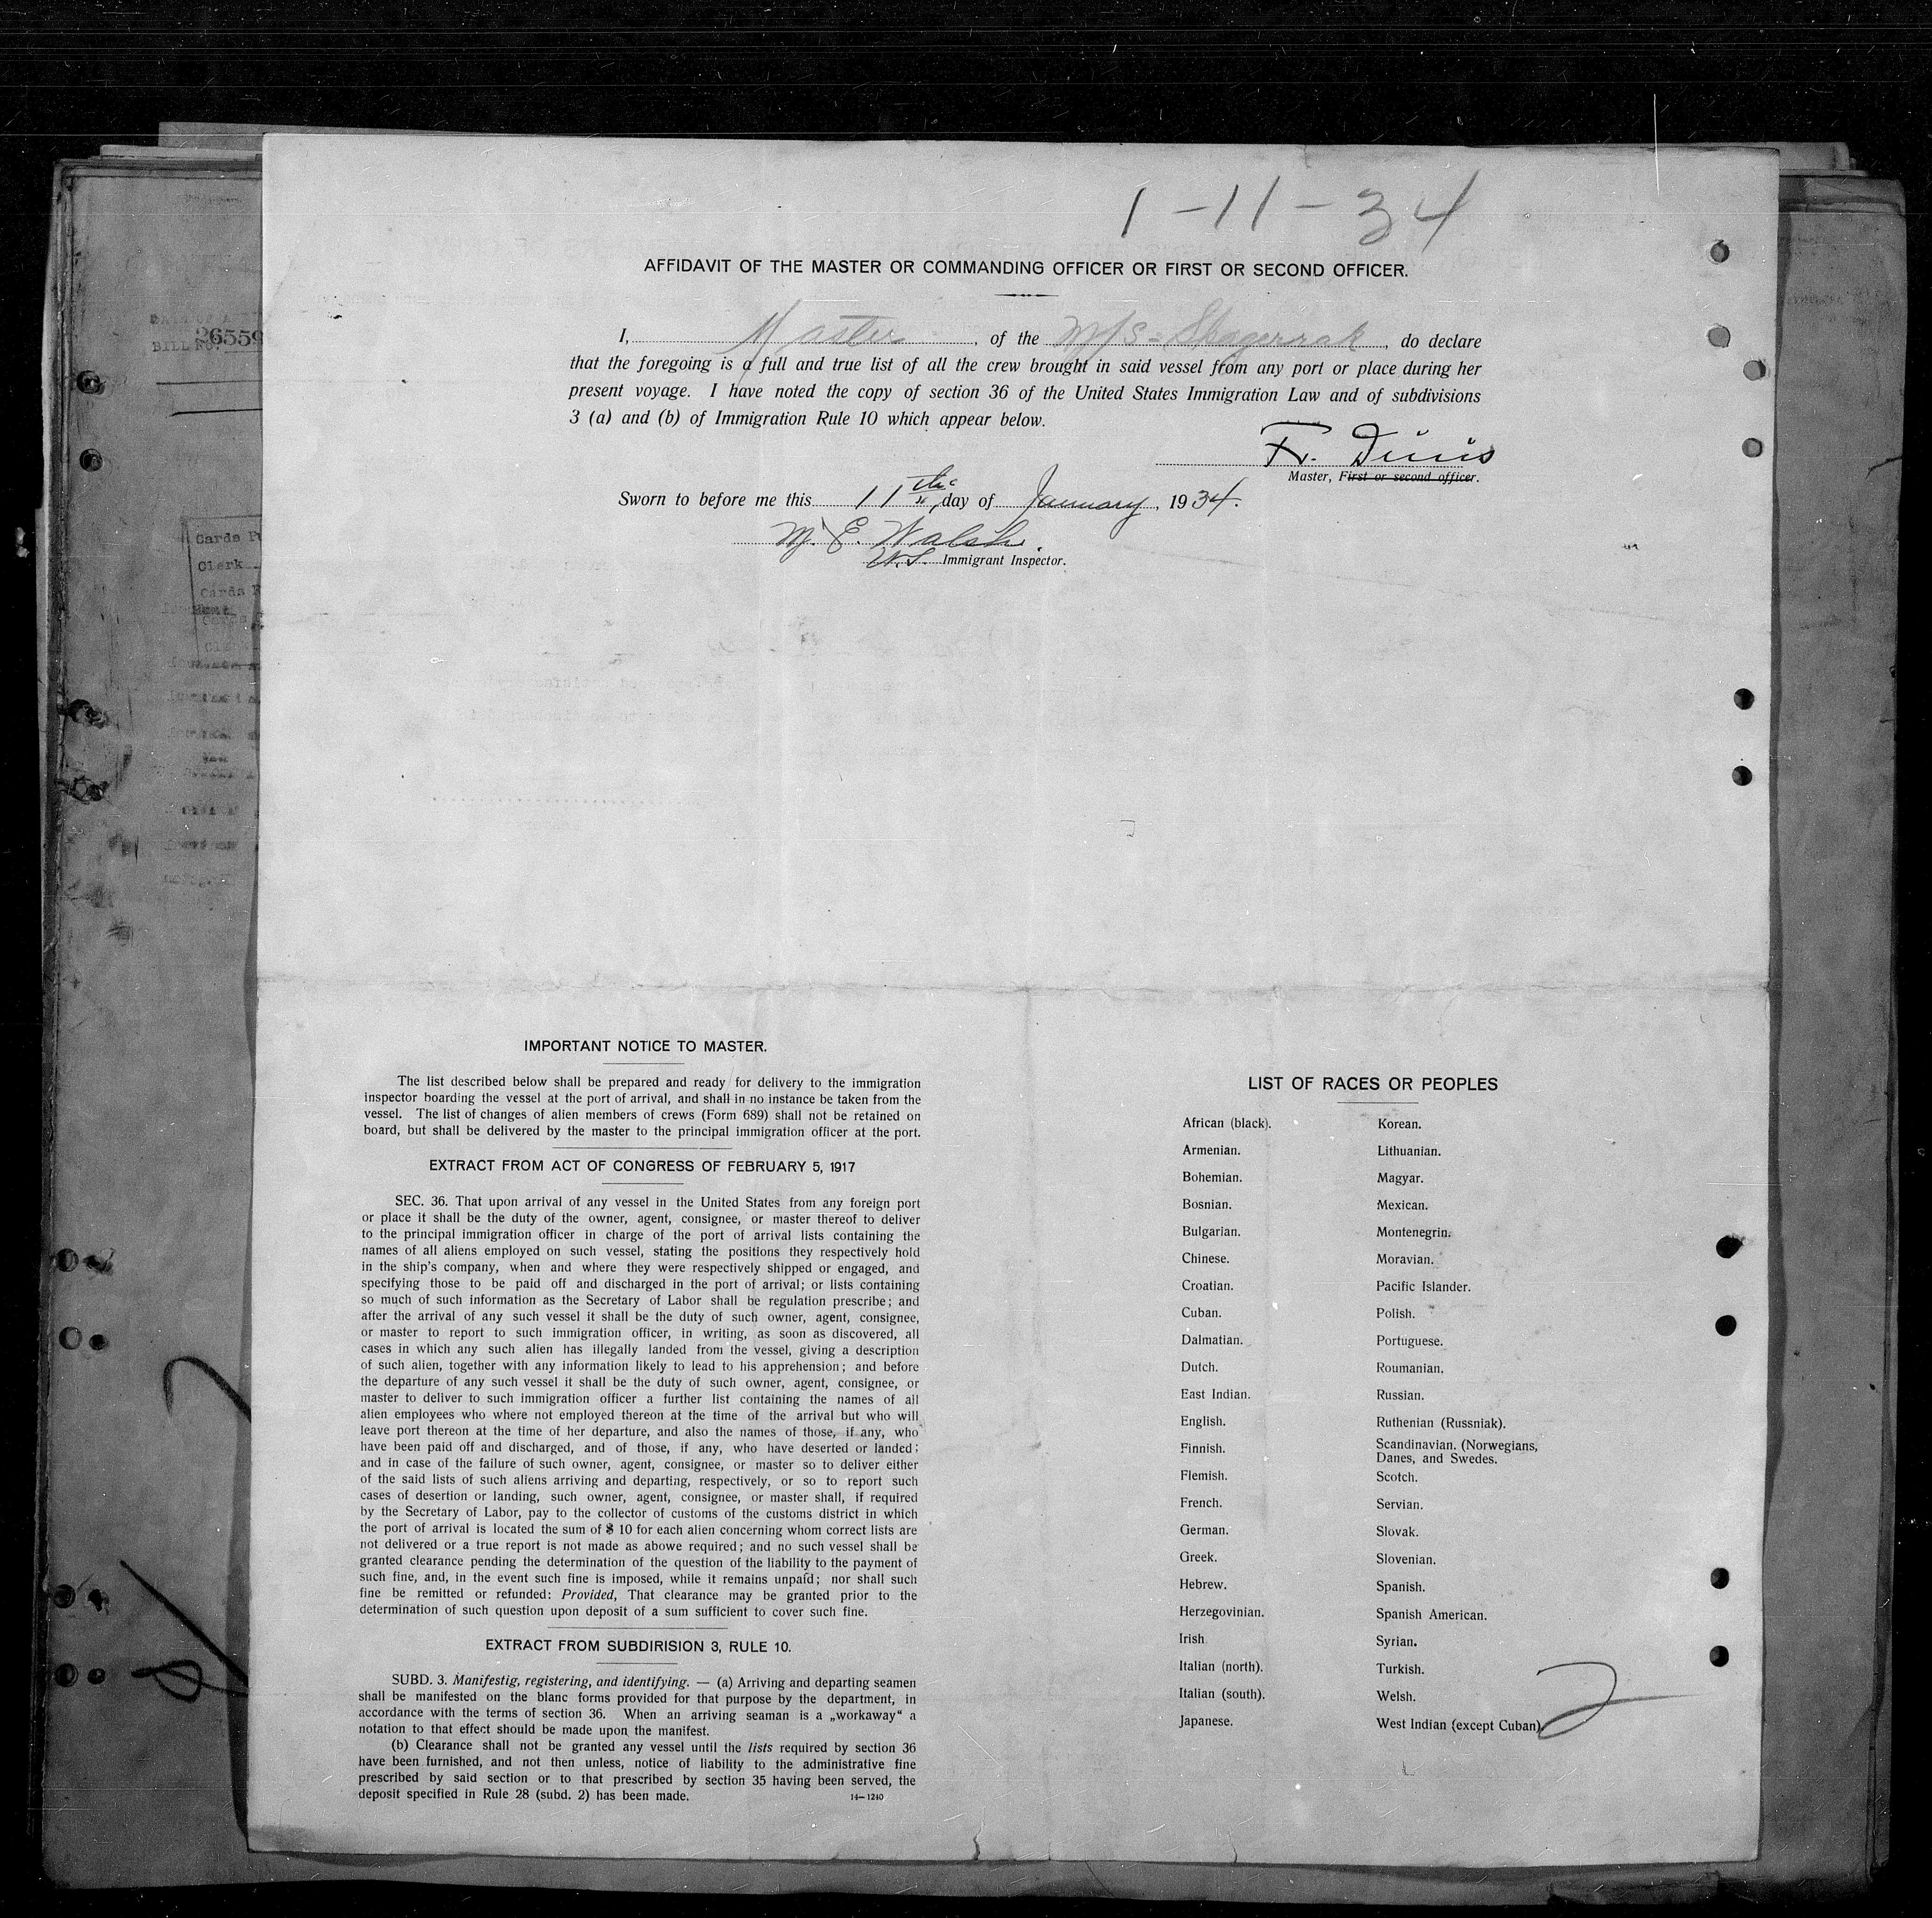 1-11-34
AFFIDAVIT OF THE MASTER OR COMMANDING OFFICER OR FIRST OR SECOND OFFICER.
I, Master, of the M/S-Skagerrak, do declare
that the foregoing is a full and true list of all the crew brought in said vessel from any port or place during her
present voyage. I have noted the copy of section 36 of the United States Immigration Law and of subdivisions
3 (a) and (b) of Immigration Rule 10 which appear below.
Fr.
Master, First or second officer.
Sworn to before me this 11th day of January, 1934.
M. E. Walsh.
U.S. Immigrant Inspector.
26559
BILL NO.
Cards
Clerk
Cards
IMPORTANT NOTICE TO MASTER.
The list described below shall be prepared and ready for delivery to the immigration
inspector boarding the vessel at the port of arrival, and shall in no instance be taken from the
vessel. The list of changes of alien members of crews (Form 689) shall not be retained on
board, but shall be delivered by the master to the principal immigration officer at the port.
EXTRACT FROM ACT OF CONGRESS OF FEBRUARY 5, 1917
SEC. 36. That upon arrival of any vessel in the United States from any foreign port
or place it shall be the duty of the owner, agent, consignee, or master thereof to deliver
to the principal immigration officer in charge of the port of arrival lists containing the
names of all aliens employed on such vessel, stating the positions they respectively hold
in the ship's company, when and where they were respectively shipped or engaged, and
specifying those to be paid off and discharged in the port of arrival; or lists containing
so much of such information as the Secretary of Labor shall be regulation prescribe; and
after the arrival of any such vessel it shall be the duty of such owner, agent, consignee,
or master to report to such immigration officer, in writing, as soon as discovered, all
cases in which any such alien has illegally landed from the vessel, giving a description
of such alien, together with any information likely to lead to his apprehension; and before
the departure of any such vessel it shall be the duty of such owner, agent, consignee, or
master to deliver to such immigration officer a further list containing the names of all
alien employees who where not employed thereon at the time of the arrival but who will
leave port thereon at the time of her departure, and also the names of those, if any, who
have been paid off and discharged, and of those, if any, who have deserted or landed;
and in case of the failure of such owner, agent, consignee, or master so to deliver either
of the said lists of such aliens arriving and departing, respectively, or so to report such
cases of desertion or landing, such owner, agent, consignee, or master shall, if required
by the Secretary of Labor, pay to the collector of customs of the customs district in which
the port of arrival is located the sum of $ 10 for each alien concerning whom correct lists are
not delivered or a true report is not made as abowe required; and no such vessel shall be
granted clearance pending the determination of the question of the liability to the payment of
such fine, and, in the event such fine is imposed, while it remains unpaid; nor shall such
fine be remitted or refunded: Provided, That clearance may be granted prior to the
determination of such question upon deposit of a sum sufficient to cover such fine.
EXTRACT FROM SUBDIRISION 3, RULE 10.
SUBD. 3. Manifestig, registering, and identifying. — (a) Arriving and departing seamen
shall be manifested on the blanc forms provided for that purpose by the department, in
accordance with the terms of section 36. When an arriving seaman is a „workaway“ a
notation to that effect should be made upon the manifest.
(b) Clearance shall not be granted any vessel until the lists required by section 36
have been furnished, and not then unless, notice of liability to the administrative fine
prescribed by said section or to that prescribed by section 35 having been served, the
deposit specified in Rule 28 (subd. 2) has been made.
14—1240
LIST OF RACES OR PEOPLES
African (black).
Armenian.
Bohemian.
Bosnian.
Bulgarian.
Chinese.
Croatian.
Cuban.
Dalmatian.
Dutch.
East Indian.
English.
Finnish.
Flemish.
French.
German.
Greek.
Hebrew.
Herzegovinian.
Irish
Italian (north).
Italian (south).
Japanese.
Korean.
Lithuanian.
Magyar.
Mexican.
Montenegrin.
Moravian.
Pacific Islander.
Polish.
Portuguese.
Roumanian.
Russian.
Ruthenian (Russniak).
Scandinavian. (Norwegians,
Danes, and Swedes.
Scotch.
Servian.
Slovak.
Slovenian.
Spanish.
Spanish American.
Syrian.
Turkish.
Welsh.
West Indian (except Cuban).
2